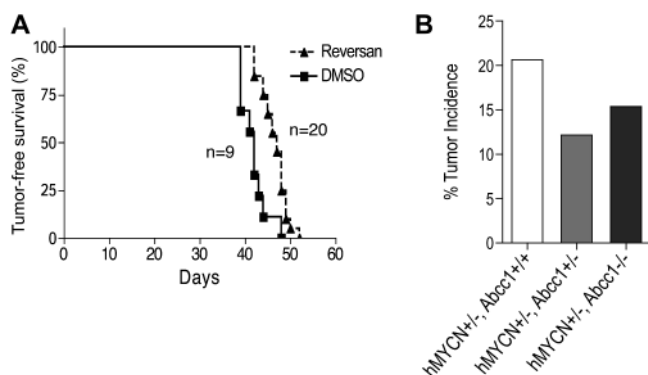 A
Tumor-free survival (%)
100
75
50
25
0
0 10 20 30 40 50 60
Days
Reversan
DMSO
n=9
n=20
B
% Tumor Incidence
25
20
15
10
5
0
hMYCN+/-, Abcc1+/+
hMYCN+/-, Abcc1+/-
hMYCN+/-, Abcc1-/-